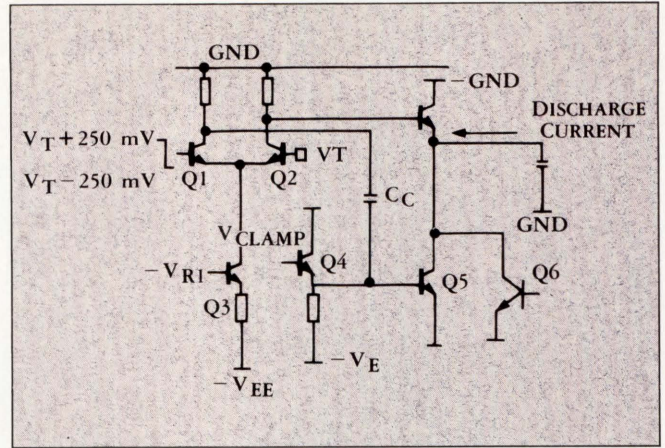 GND
-GND
DISCHARGE
CURRENT
VT+250 mV
VT
VT-250 mV
Q1
Q2
CC
GND
VCLAMP
Q4
-VR1
Q5
Q6
Q3
-VE
-VEE